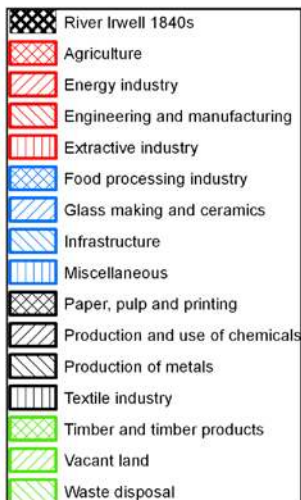 River Irwell 1840s
Agriculture
Energy industry
Engineering and manufacturing
Extractive industry
Food processing industry
Glass making and ceramics
Infrastructure
Miscellaneous
Paper, pulp and printing
Production and use of chemicals
Production of metals
Textile industry
Timber and timber products
Vacant land
Waste disposal